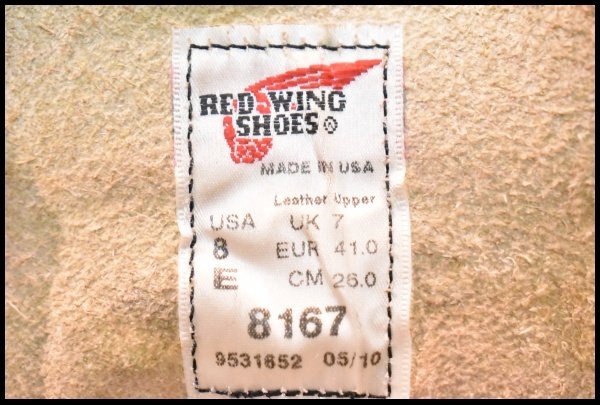 RED WING
SHOES®
MADE IN USA
Leather Upper
USA UK 7
8 EUR 41.0
E CM 26.0
8167
9531652 05/10